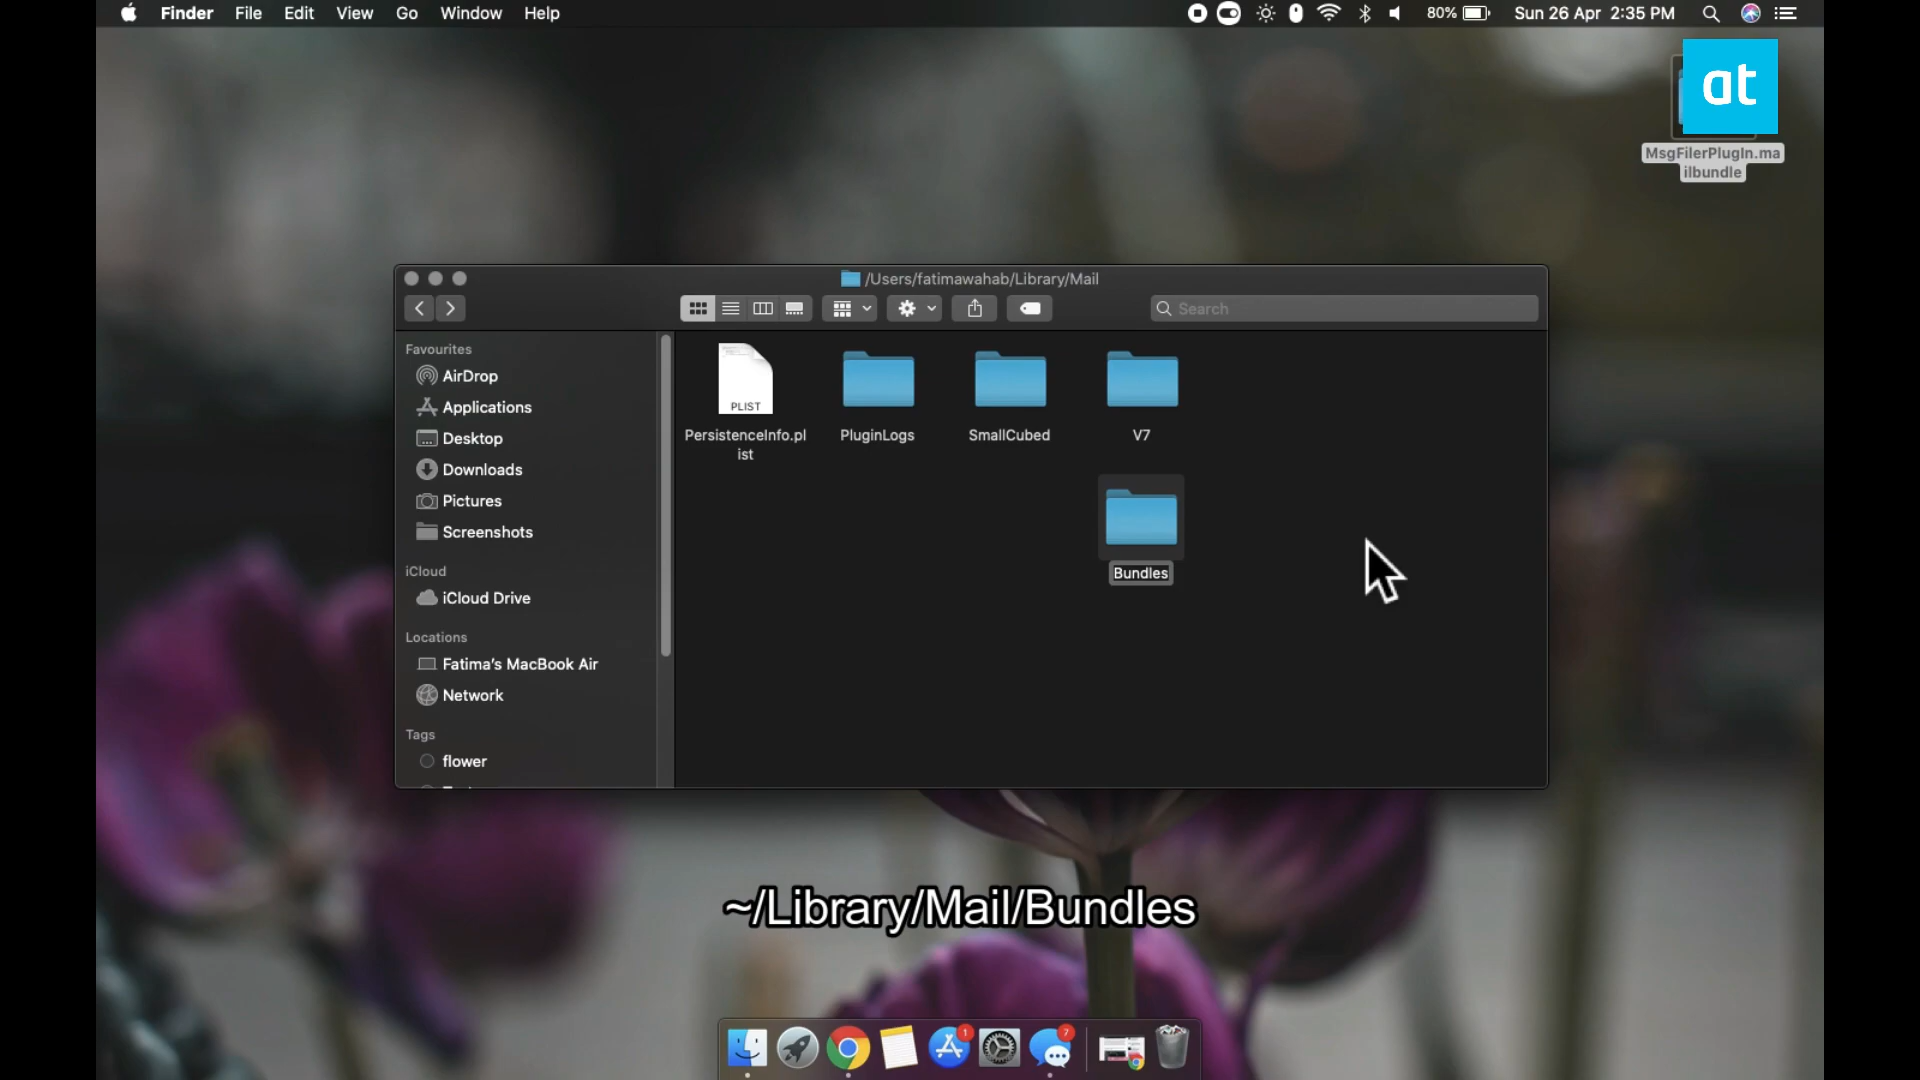 Finder File Edit View Go Window Help
80% Sun 26 Apr 2:35 PM
at
MsgFilerPlugIn.ma
ilbundle
/Users/fatimawahab/Library/Mail
Search
Favourites
AirDrop
Applications
Desktop
Downloads
Pictures
Screenshots
iCloud
iCloud Drive
Locations
Fatima's MacBook Air
Network
Tags
flower
PLIST
PersistenceInfo.pl
ist
PluginLogs
SmallCubed
V7
Bundles
~/Library/Mail/Bundles
1
7